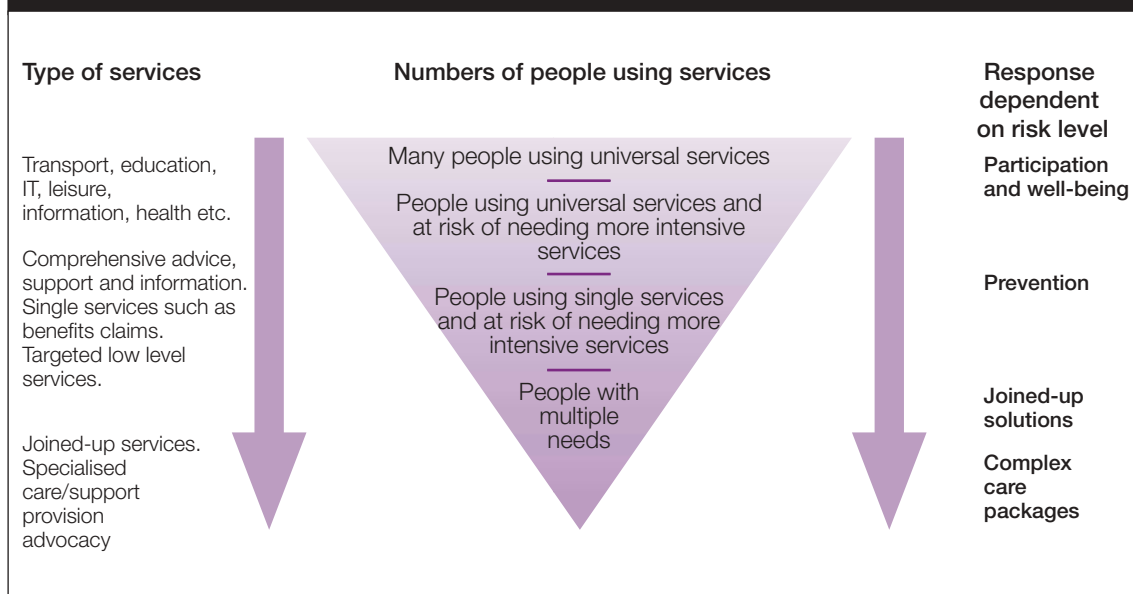 Type of services
Transport, education,
IT, leisure,
information, health etc.
Comprehensive advice,
support and information.
Single services such as
benefits claims.
Targeted low level
services.
Joined-up services.
Specialised
care/support
provision
advocacy
Numbers of people using services
Many people using universal services
People using universal services and
at risk of needing more intensive
services
People using single services
and at risk of needing more
intensive services
People with
multiple
needs
Response
dependent
on risk level
Participation
and well-being
Prevention
Joined-up
solutions
Complex
care
packages